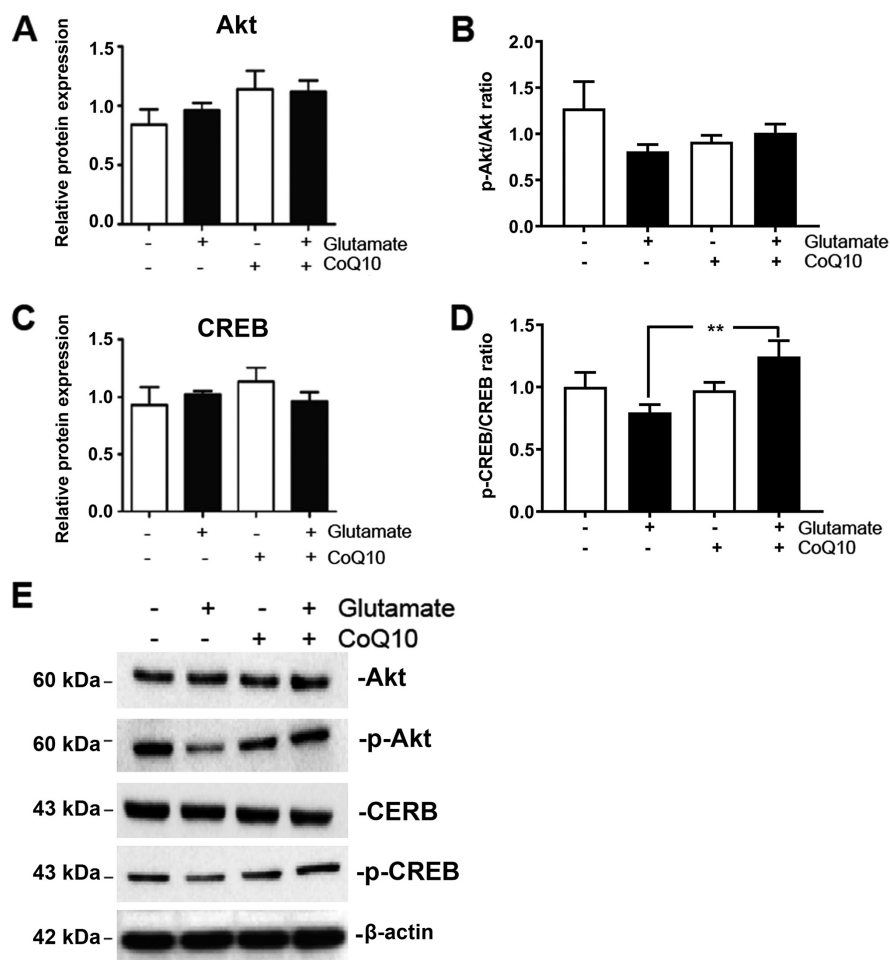 A
Akt
Relative protein expression
1.5
1.0
0.5
0.0
- + - + Glutamate
- - + + CoQ10
B
p-Akt/Akt ratio
2.0
1.5
1.0
0.5
0.0
- + - + Glutamate
- - + + CoQ10
C
CREB
Relative protein expression
1.5
1.0
0.5
0.0
- + - + Glutamate
- - + + CoQ10
D
p-CREB/CREB ratio
1.5
1.0
0.5
0.0
**
- + - + Glutamate
- - + + CoQ10
E
- + - + Glutamate
- - + + CoQ10
60 kDa- -Akt
60 kDa- -p-Akt
43 kDa- -CERB
43 kDa- -p-CREB
42 kDa- -β-actin